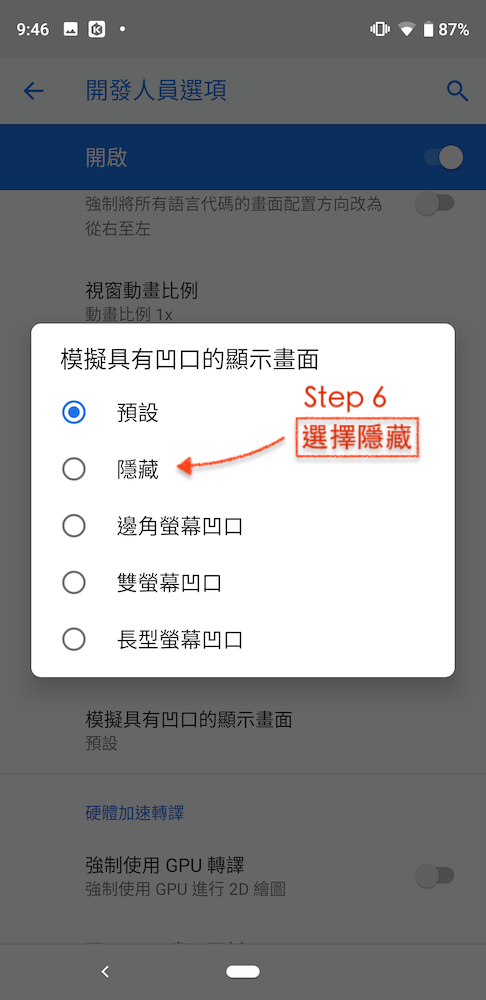 9:46
87%
開發人員選項
開啟
強制將所有語言代碼的畫面配置方向改為
從右至左
視窗動畫比例
動畫比例 1x
模擬具有凹口的顯示畫面
預設
Step 6
選擇隱藏
隱藏
邊角螢幕凹口
雙螢幕凹口
長型螢幕凹口
模擬具有凹口的顯示畫面
預設
硬體加速轉譯
強制使用 GPU 轉譯
強制使用 GPU 進行 2D 繪圖